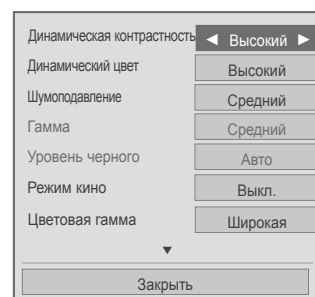 Динамическая контрастность ◄ Высокий ►
Динамический цвет Высокий
Шумоподавление Средний
Гамма Средний
Уровень черного Авто
Режим кино Выкл.
Цветовая гамма Широкая
▼
Закрыть